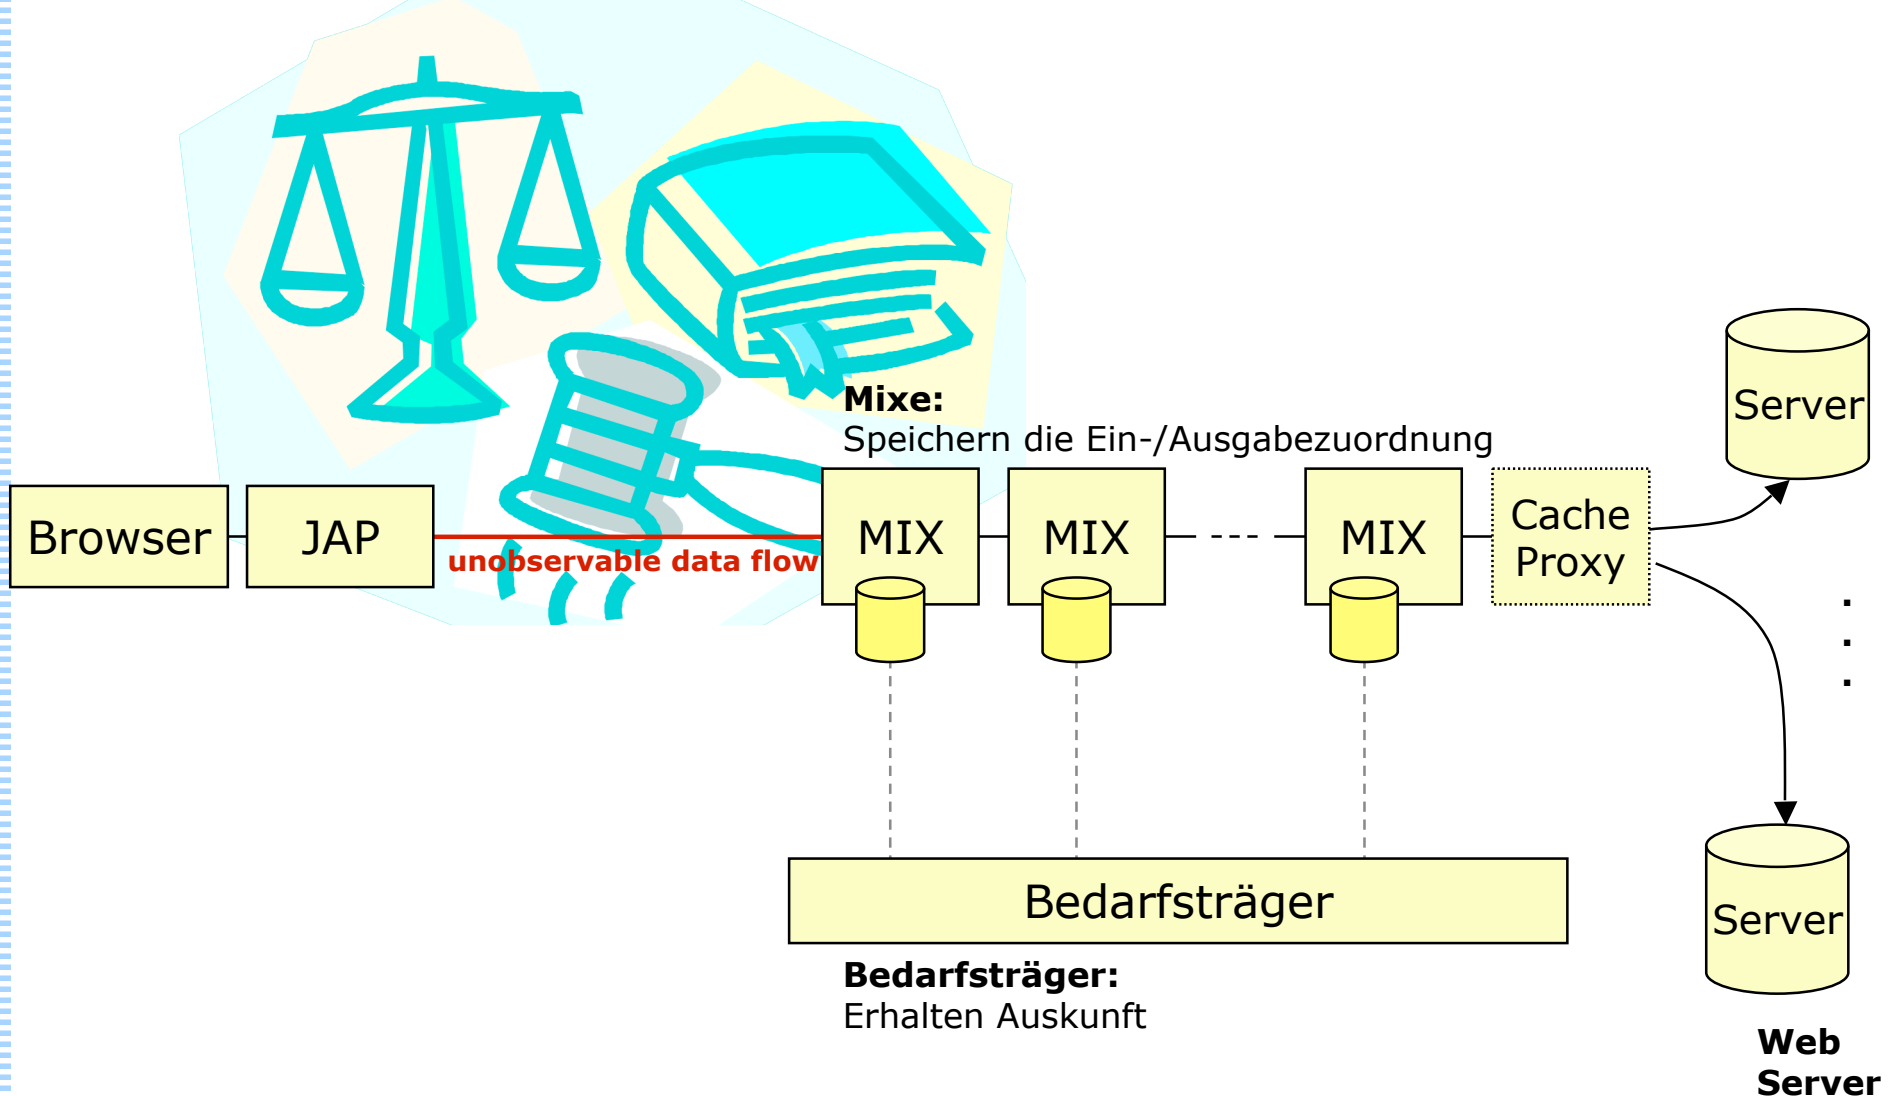 Mixe:
Speichern die Ein-/Ausgabezuordnung
Server
Browser
JAP
unobservable data flow
MIX
MIX
MIX
Cache
Proxy
.
.
.
Bedarfsträger
Bedarfsträger:
Erhalten Auskunft
Server
Web
Server